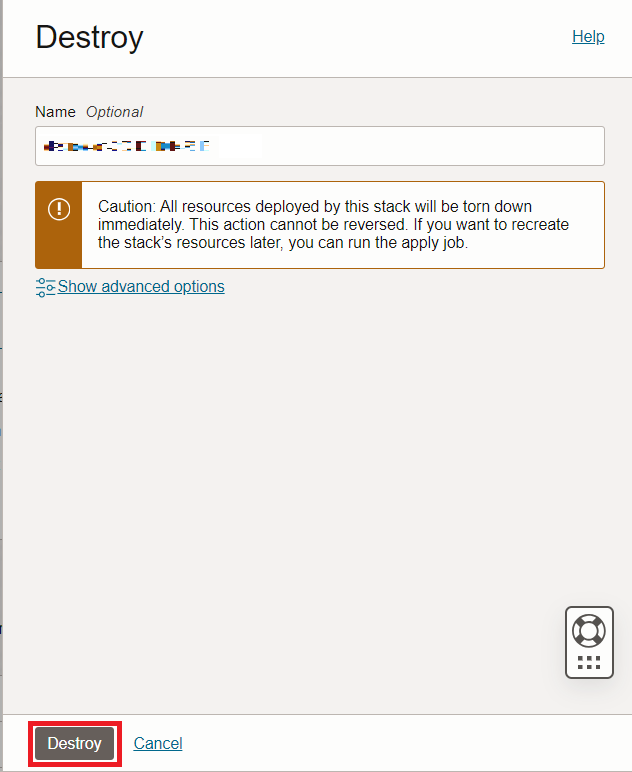 Destroy
Help
Name Optional
Caution: All resources deployed by this stack will be torn down
immediately. This action cannot be reversed. If you want to recreate
the stack's resources later, you can run the apply job.
Show advanced options
Destroy Cancel